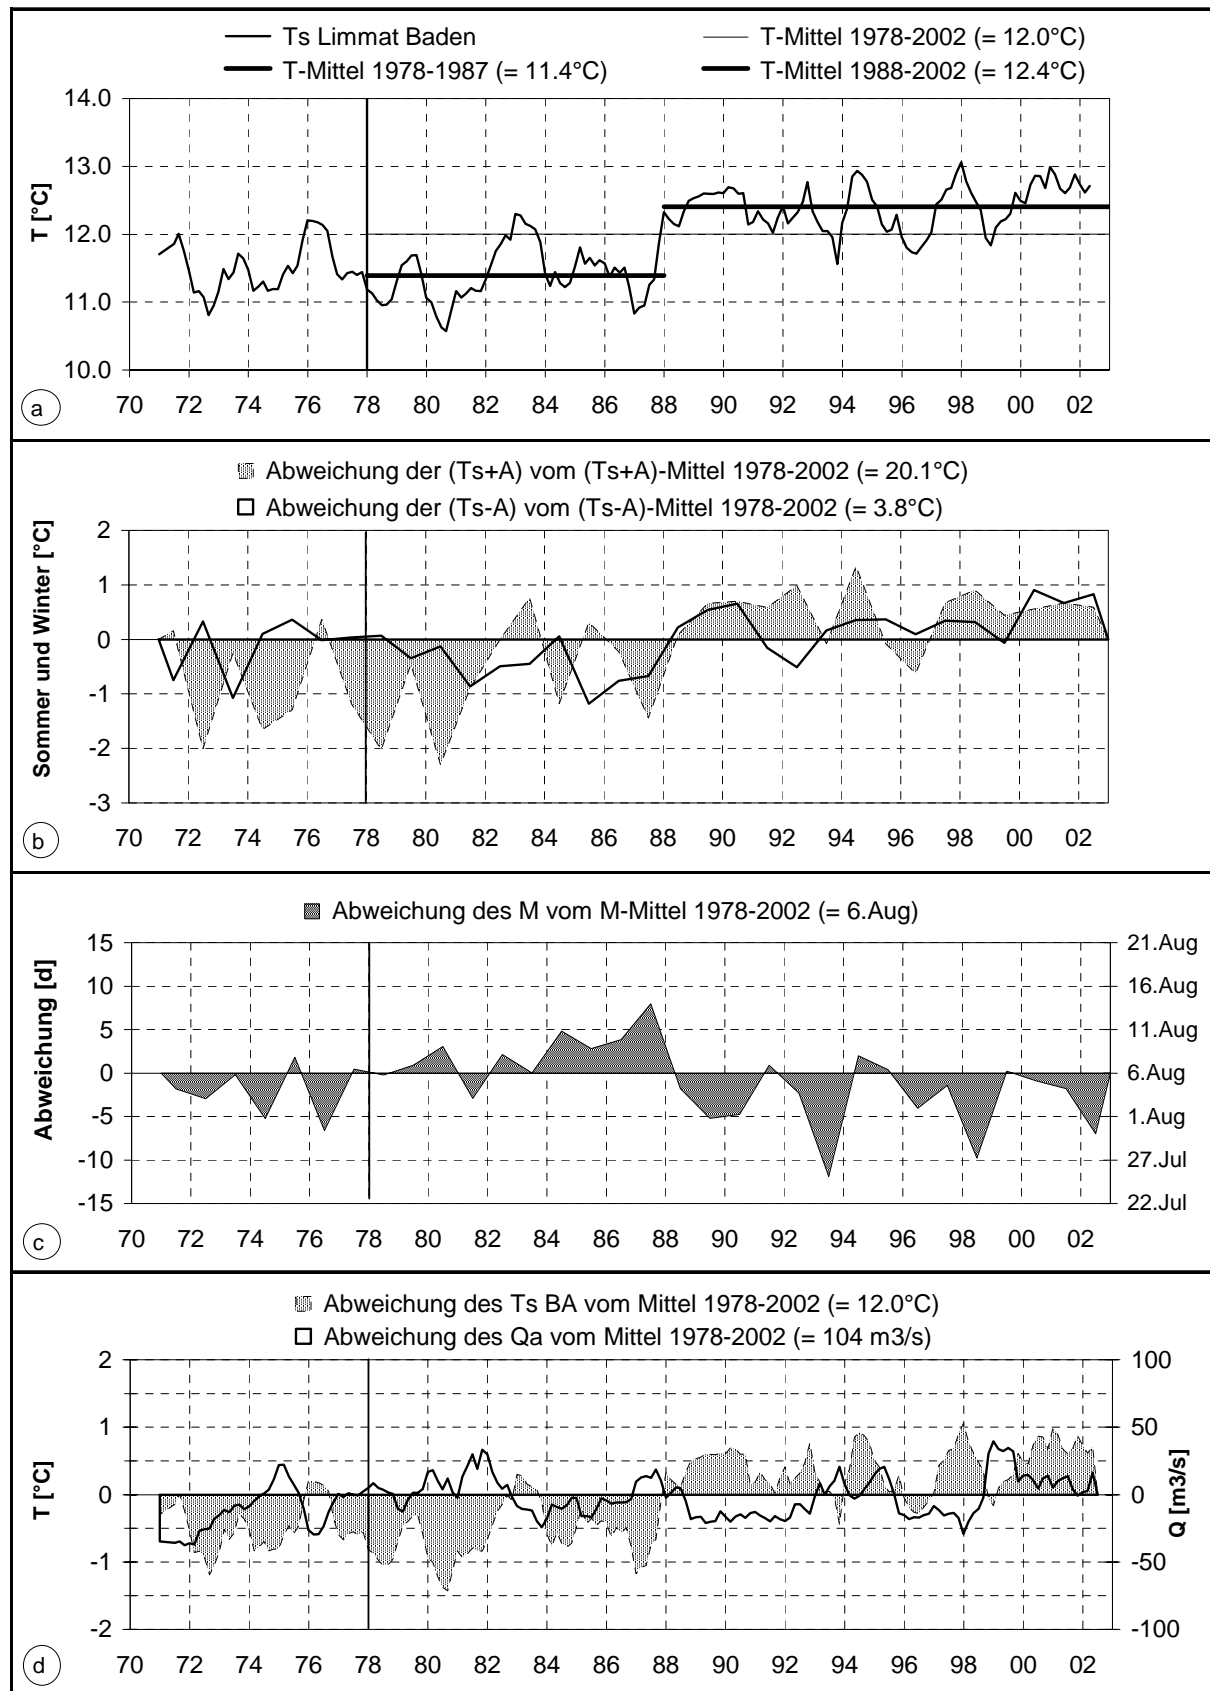 Ts Limmat Baden T-Mittel 1978-2002 (= 12.0°C)
T-Mittel 1978-1987 (= 11.4°C) T-Mittel 1988-2002 (= 12.4°C)
T [°C]
14.0
13.0
12.0
11.0
10.0
70 72 74 76 78 80 82 84 86 88 90 92 94 96 98 00 02
a
Abweichung der (Ts+A) vom (Ts+A)-Mittel 1978-2002 (= 20.1°C)
Abweichung der (Ts-A) vom (Ts-A)-Mittel 1978-2002 (= 3.8°C)
Sommer und Winter [°C]
2
1
0
-1
-2
-3
70 72 74 76 78 80 82 84 86 88 90 92 94 96 98 00 02
b
Abweichung des M vom M-Mittel 1978-2002 (= 6.Aug)
Abweichung [d]
15 21.Aug
10 16.Aug
5 11.Aug
0 6.Aug
-5 1.Aug
-10 27.Jul
-15 22.Jul
70 72 74 76 78 80 82 84 86 88 90 92 94 96 98 00 02
c
Abweichung des Ts BA vom Mittel 1978-2002 (= 12.0°C)
Abweichung des Qa vom Mittel 1978-2002 (= 104 m3/s)
T [°C]
2 100
1 50
0 0
-1 -50
-2 -100
Q [m3/s]
70 72 74 76 78 80 82 84 86 88 90 92 94 96 98 00 02
d